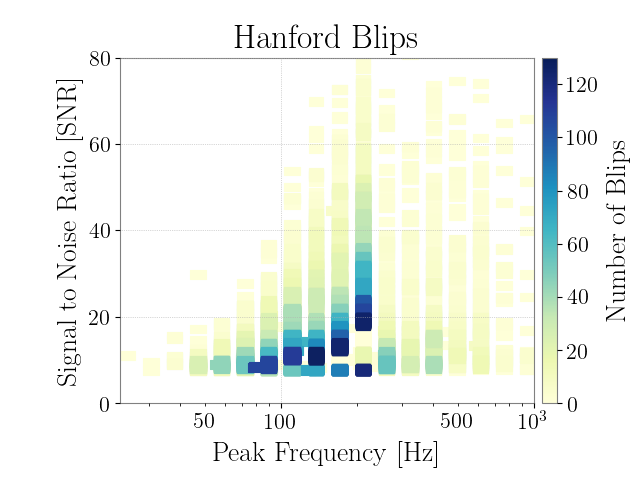 Hanford Blips
80
60
40
20
0
Signal to Noise Ratio [SNR]
50 100 500 10³
Peak Frequency [Hz]
120
100
80
60
40
20
0
Number of Blips